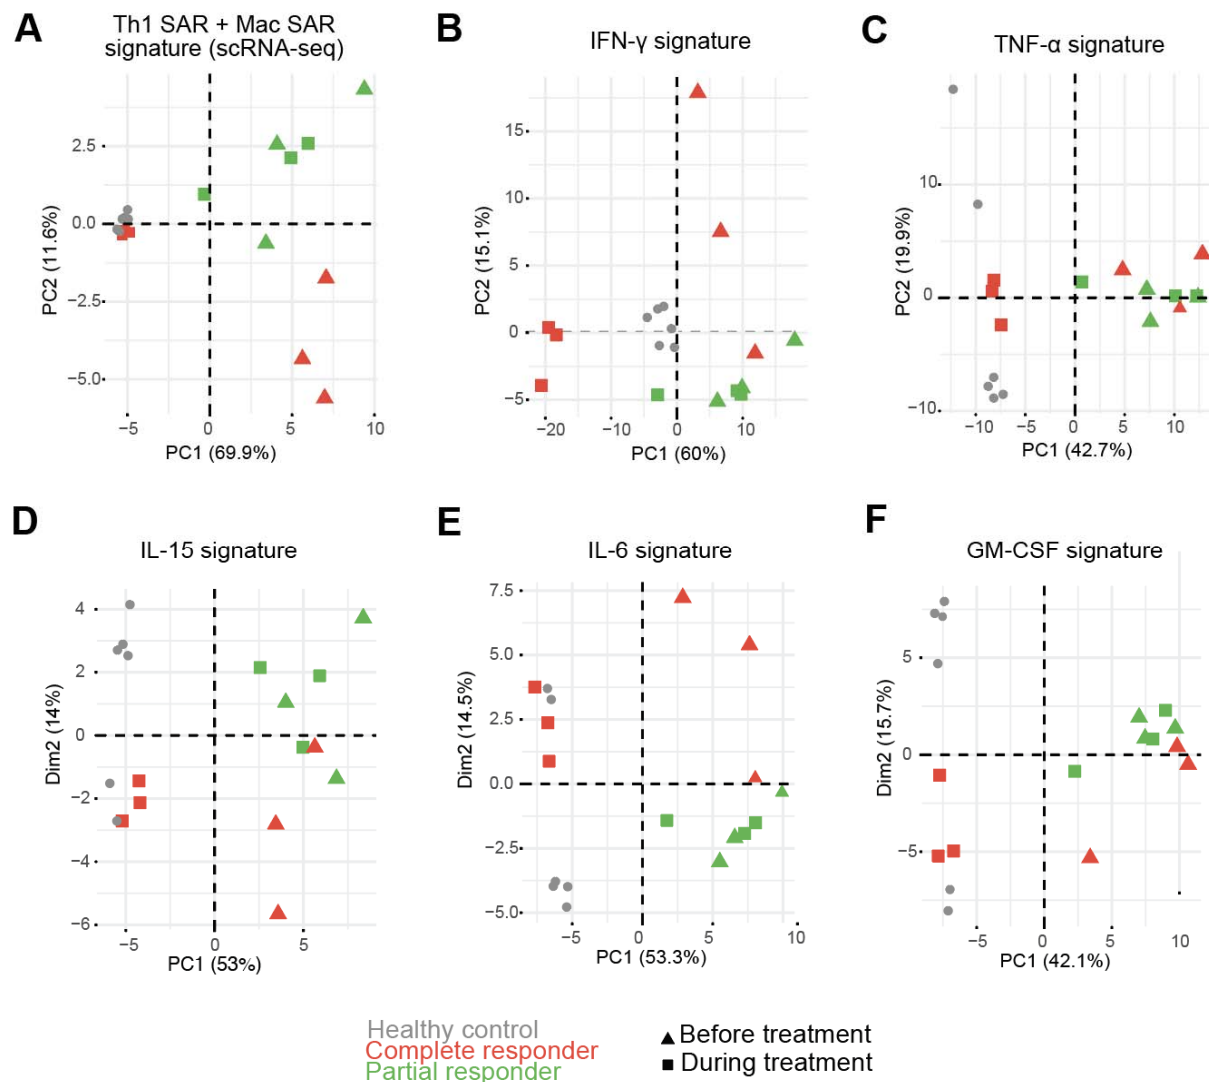 A
Th1 SAR + Mac SAR
signature (scRNA-seq)
PC2 (11.6%)
2.5
0.0
−2.5
−5.0
−5
0
5
10
PC1 (69.9%)
B
IFN-γ signature
PC2 (15.1%)
15
10
5
0
−5
−20
−10
0
10
PC1 (60%)
C
TNF-α signature
PC2 (19.9%)
10
0
−10
−10
−5
0
5
10
PC1 (42.7%)
D
IL-15 signature
Dim2 (14%)
4
2
0
−2
−4
−6
−5
0
5
PC1 (53%)
E
IL-6 signature
Dim2 (14.5%)
7.5
5.0
2.5
0.0
−2.5
−5.0
−5
0
5
10
PC1 (53.3%)
F
GM-CSF signature
Dim2 (15.7%)
5
0
−5
−5
0
5
10
PC1 (42.1%)
Healthy control
Complete responder
Partial responder
Before treatment
During treatment